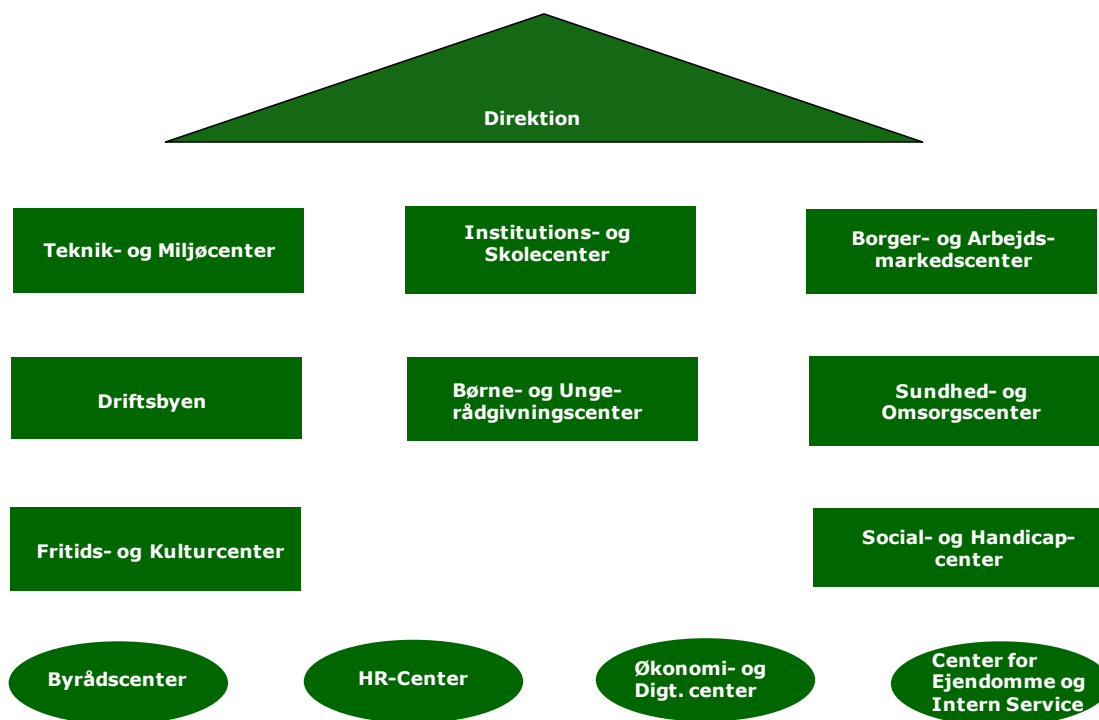 Direktion
Teknik- og Miljøcenter
Institutions- og
Skolecenter
Borger- og Arbejds-
markedscenter
Driftsbyen
Børne- og Unge-
rådgivningscenter
Sundhed- og
Omsorgscenter
Fritids- og Kulturcenter
Social- og Handicap-
center
Byrådscenter
HR-Center
Økonomi- og
Digt. center
Center for
Ejendomme og
Intern Service